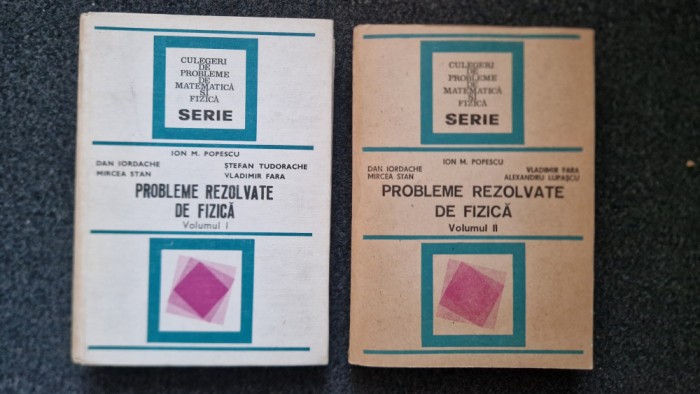 CULEGERI
DE
PROBLEME
DE
MATEMATICĂ
ȘI
FIZICĂ
SERIE
ION M. POPESCU
DAN IORDACHE ȘTEFAN TUDORACHE
MIRCEA STAN VLADIMIR FARA
PROBLEME REZOLVATE
DE FIZICĂ
Volumul I
CULEGERI
DE
PROBLEME
DE
MATEMATICĂ
ȘI
FIZICĂ
SERIE
ION M. POPESCU
DAN IORDACHE VLADIMIR FARA
MIRCEA STAN ALEXANDRU LUPAȘCU
PROBLEME REZOLVATE
DE FIZICĂ
Volumul II